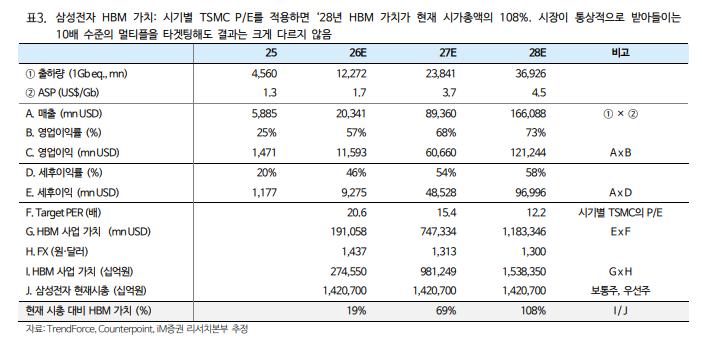 표3. 삼성전자 HBM 가치: 시기별 TSMC P/E를 적용하면 '28년 HBM 가치가 현재 시가총액의 108%. 시장이 통상적으로 받아들이는
10배 수준의 멀티플을 타겟팅해도 결과는 크게 다르지 않음
25 26E 27E 28E 비고
① 출하량 (1Gb eq., mn) 4,560 12,272 23,841 36,926
② ASP (US$/Gb) 1.3 1.7 3.7 4.5
A. 매출 (mn USD) 5,885 20,341 89,360 166,088 ① × ②
B. 영업이익률 (%) 25% 57% 68% 73%
C. 영업이익 (mn USD) 1,471 11,593 60,660 121,244 A x B
D. 세후이익률 (%) 20% 46% 54% 58%
E. 세후이익 (mn USD) 1,177 9,275 48,528 96,996 A x D
F. Target PER (배) 20.6 15.4 12.2 시기별 TSMC의 P/E
G. HBM 사업 가치 (mn USD) 191,058 747,334 1,183,346 E x F
H. FX (원·달러) 1,437 1,313 1,300
I. HBM 사업 가치 (십억원) 274,550 981,249 1,538,350 G x H
J. 삼성전자 현재시총 (십억원) 1,420,700 1,420,700 1,420,700 보통주, 우선주
현재 시총 대비 HBM 가치 (%) 19% 69% 108% I / J
자료: TrendForce, Counterpoint, iM증권 리서치본부 추정